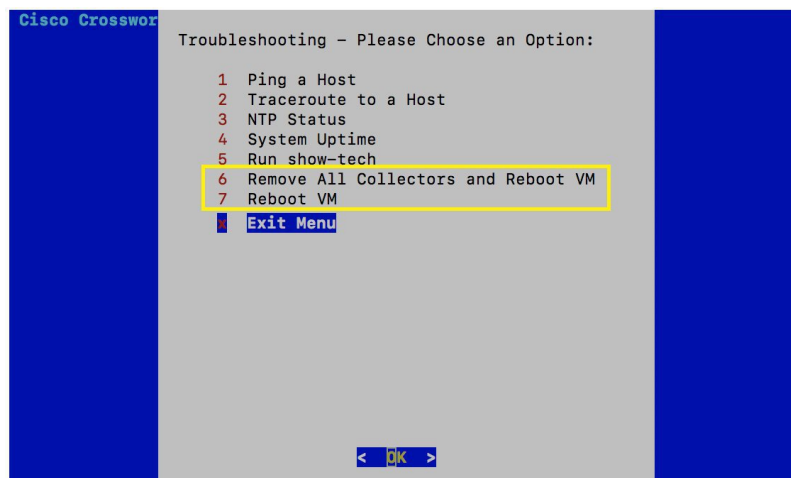 Cisco Crosswor
Troubleshooting – Please Choose an Option:
1 Ping a Host
2 Traceroute to a Host
3 NTP Status
4 System Uptime
5 Run show-tech
6 Remove All Collectors and Reboot VM
7 Reboot VM
x Exit Menu
< OK >